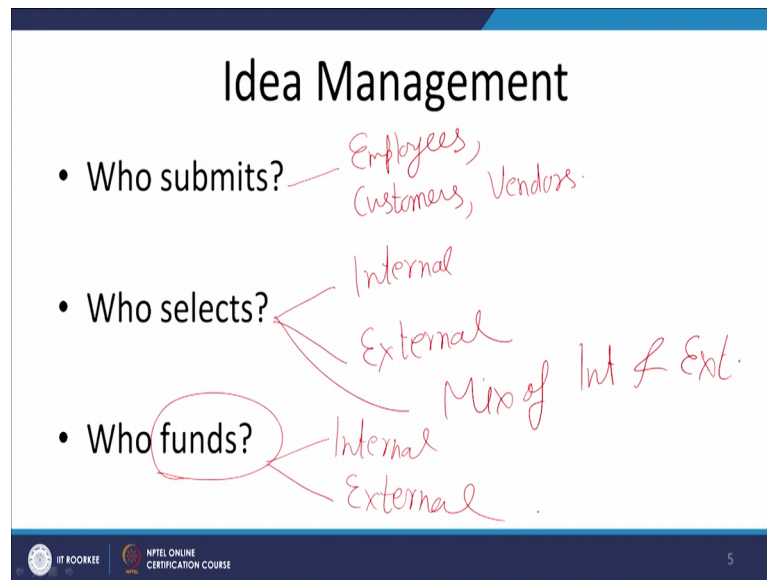 Idea Management
• Who submits?
Employees,
Customers, Vendors.
• Who selects?
Internal
External
Mix of Int & Ext.
• Who funds?
Internal
External
IIT ROORKEE
NPTEL ONLINE
CERTIFICATION COURSE
5